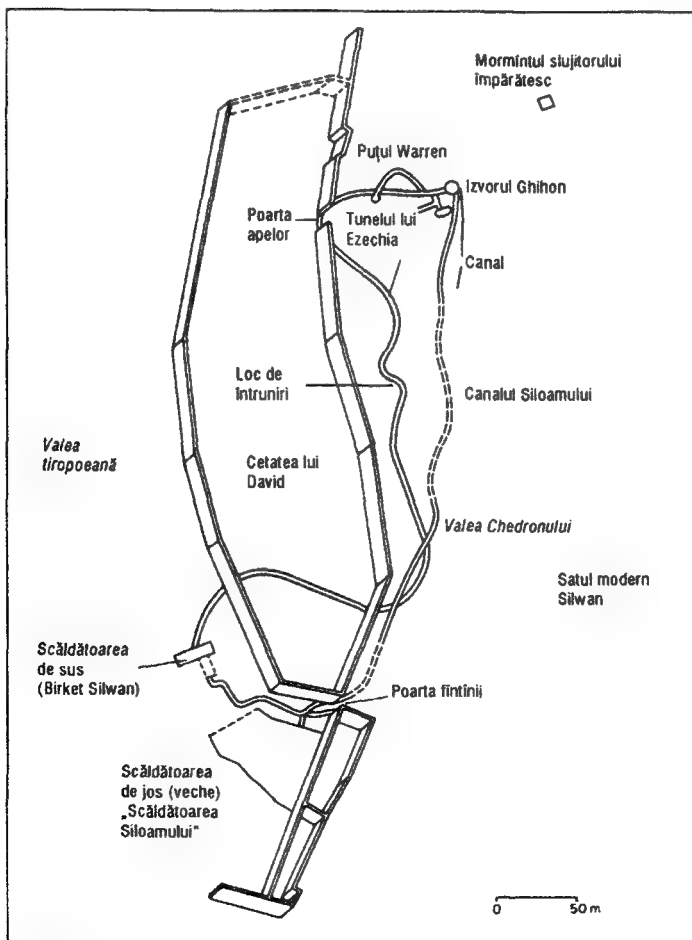 Mormîntul slujitorului
împărătesc
Puţul Warren
Izvorul Ghihon
Poarta
apelor
Tunelul lui
Ezechia
Canal
Loc de
întruniri
Canalul Siloamului
Valea
tiropoeană
Cetatea lui
David
Valea Chedronului
Satul modern
Silwan
Scăldătoarea
de sus
(Birket Silwan)
Poarta fîntînii
Scăldătoarea
de jos (veche)
„Scăldătoarea
Siloamului"
0 50 m